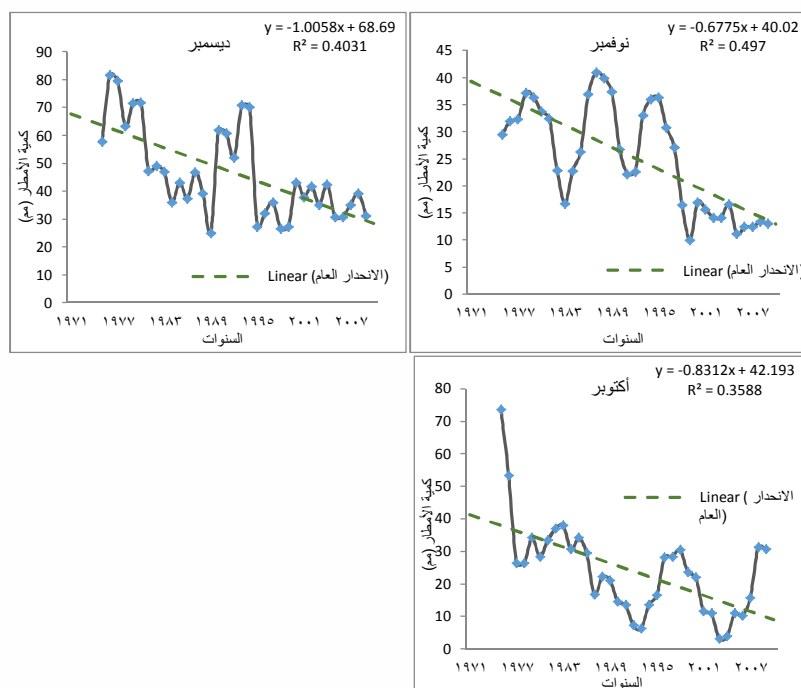 y = -1.0058x + 68.69
R² = 0.4031
ديسمبر
كمية الأمطار (مم)
90
80
70
60
50
40
30
20
10
0
Linear (الانحدار العام)
١٩٧١ ١٩٧٧ ١٩٨٣ ١٩٨٩ ١٩٩٥ ٢٠٠١ ٢٠٠٧
السنوات
y = -0.6775x + 40.02
R² = 0.497
نوفمبر
كمية الأمطار (مم)
45
40
35
30
25
20
15
10
5
0
Linear (الانحدار العام)
١٩٧١ ١٩٧٧ ١٩٨٣ ١٩٨٩ ١٩٩٥ ٢٠٠١ ٢٠٠٧
السنوات
y = -0.8312x + 42.193
R² = 0.3588
أكتوبر
كمية الأمطار (مم)
80
70
60
50
40
30
20
10
0
Linear ( الانحدار
العام)
١٩٧١ ١٩٧٧ ١٩٨٣ ١٩٨٩ ١٩٩٥ ٢٠٠١ ٢٠٠٧
السنوات